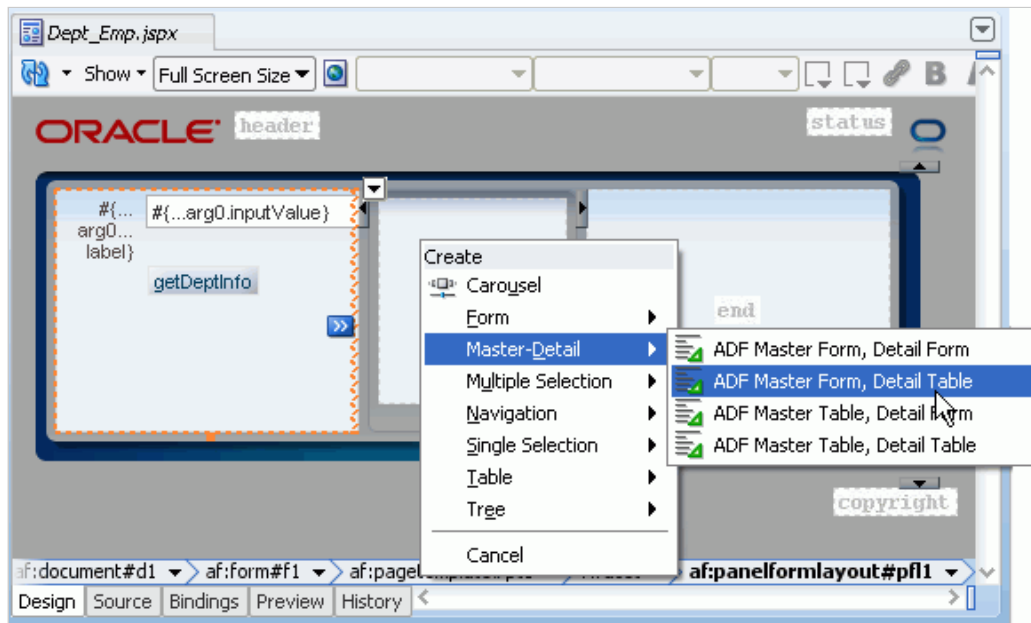 Dept_Emp.jspx
Show Full Screen Size B
ORACLE header status
#{... #{...arg0.inputValue}
arg0...
label}
getDeptInfo
end
Create
Carousel
Form
Master-Detail
Multiple Selection
Navigation
Single Selection
Table
Tree
Cancel
ADF Master Form, Detail Form
ADF Master Form, Detail Table
ADF Master Table, Detail Form
ADF Master Table, Detail Table
copyright
af:document#d1 af:form#f1 af:panelformlayout#pfl1
Design Source Bindings Preview History